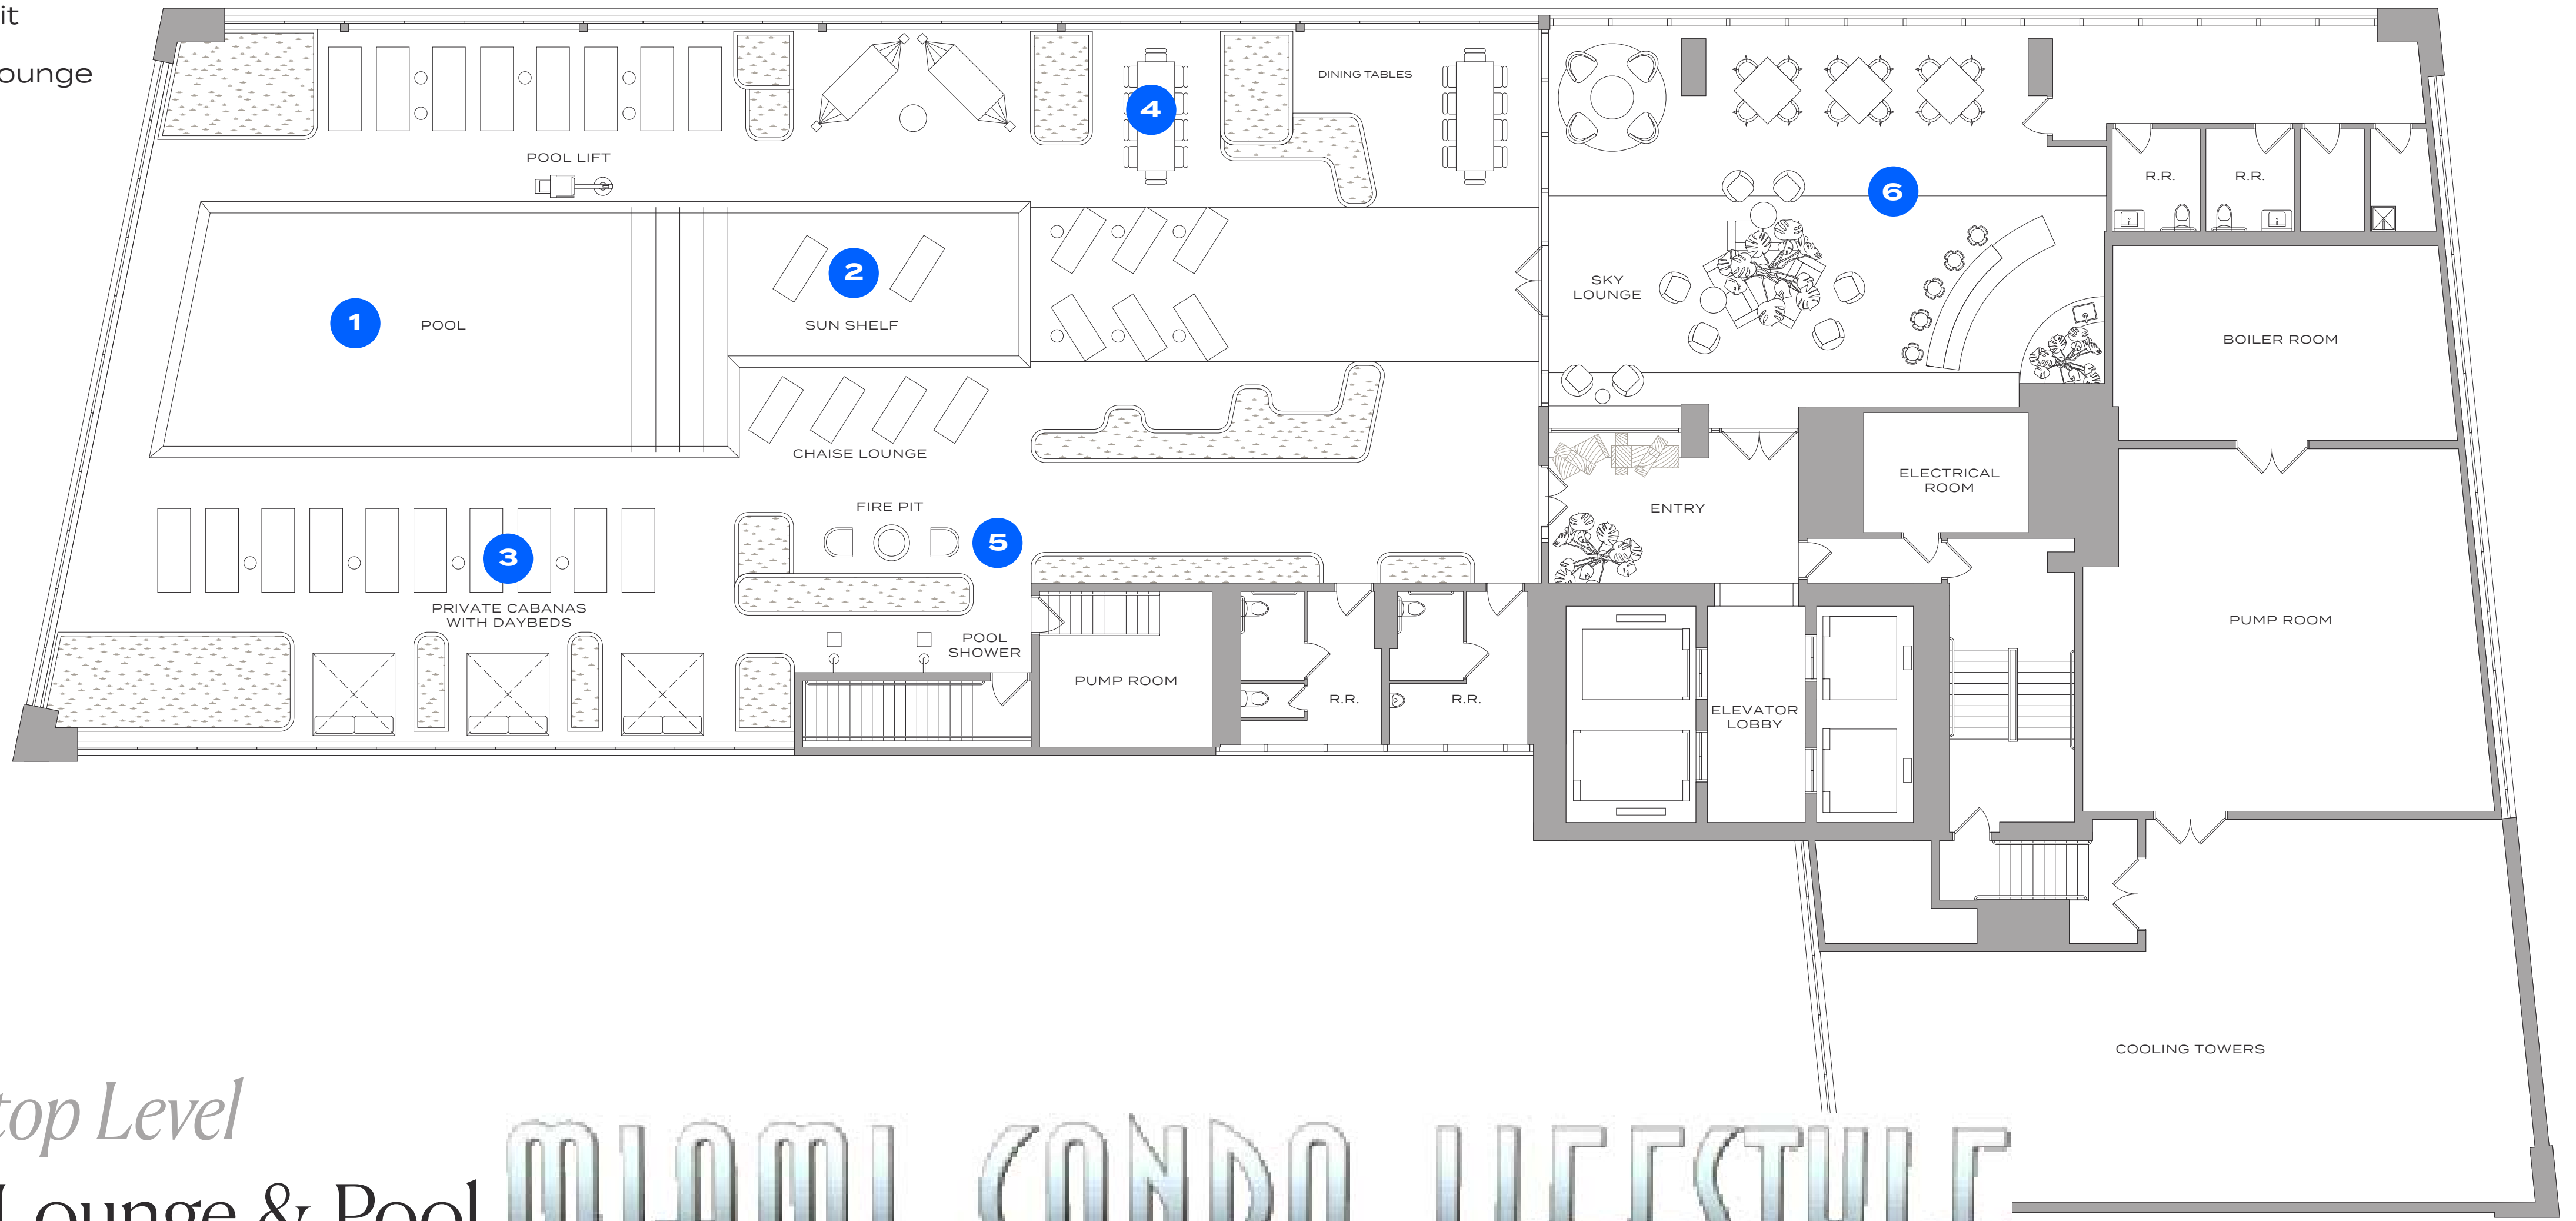 it
ounge
DINING TABLES
4
POOL LIFT
R.R.
R.R.
6
2
SKY
LOUNGE
1
POOL
SUN SHELF
BOILER ROOM
CHAISE LOUNGE
ELECTRICAL
ROOM
FIRE PIT
ENTRY
5
3
PRIVATE CABANAS
WITH DAYBEDS
PUMP ROOM
POOL
SHOWER
PUMP ROOM
R.R.
R.R.
ELEVATOR
LOBBY
COOLING TOWERS
top Level
Lounge & Pool
MIAMI CONDO LIFESTYLE